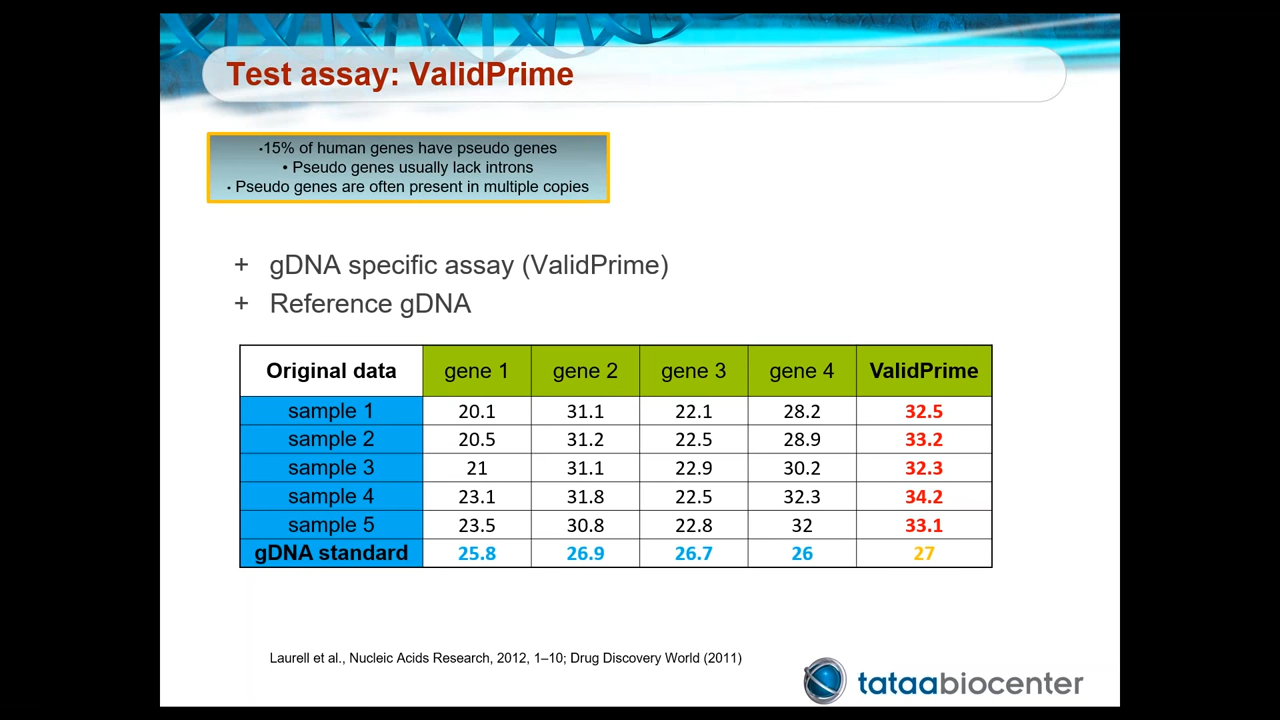 Test assay: ValidPrime
•15% of human genes have pseudo genes
• Pseudo genes usually lack introns
• Pseudo genes are often present in multiple copies
+ gDNA specific assay (ValidPrime)
+ Reference gDNA
Original data gene 1 gene 2 gene 3 gene 4 ValidPrime
sample 1 20.1 31.1 22.1 28.2 32.5
sample 2 20.5 31.2 22.5 28.9 33.2
sample 3 21 31.1 22.9 30.2 32.3
sample 4 23.1 31.8 22.5 32.3 34.2
sample 5 23.5 30.8 22.8 32 33.1
gDNA standard 25.8 26.9 26.7 26 27
Laurell et al., Nucleic Acids Research, 2012, 1–10; Drug Discovery World (2011)
tataabiocenter